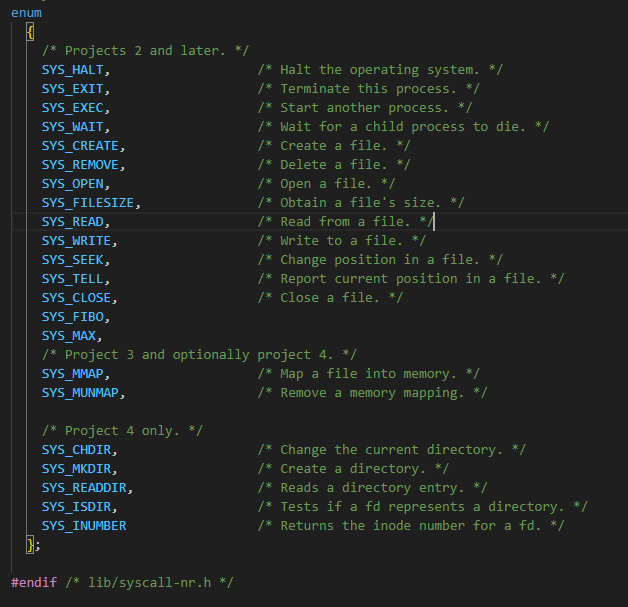 enum
{
/* Projects 2 and later. */
SYS_HALT, /* Halt the operating system. */
SYS_EXIT, /* Terminate this process. */
SYS_EXEC, /* Start another process. */
SYS_WAIT, /* Wait for a child process to die. */
SYS_CREATE, /* Create a file. */
SYS_REMOVE, /* Delete a file. */
SYS_OPEN, /* Open a file. */
SYS_FILESIZE, /* Obtain a file's size. */
SYS_READ, /* Read from a file. */
SYS_WRITE, /* Write to a file. */
SYS_SEEK, /* Change position in a file. */
SYS_TELL, /* Report current position in a file. */
SYS_CLOSE, /* Close a file. */
SYS_FIBO,
SYS_MAX,
/* Project 3 and optionally project 4. */
SYS_MMAP, /* Map a file into memory. */
SYS_MUNMAP, /* Remove a memory mapping. */
/* Project 4 only. */
SYS_CHDIR, /* Change the current directory. */
SYS_MKDIR, /* Create a directory. */
SYS_READDIR, /* Reads a directory entry. */
SYS_ISDIR, /* Tests if a fd represents a directory. */
SYS_INUMBER /* Returns the inode number for a fd. */
};
#endif /* lib/syscall-nr.h */